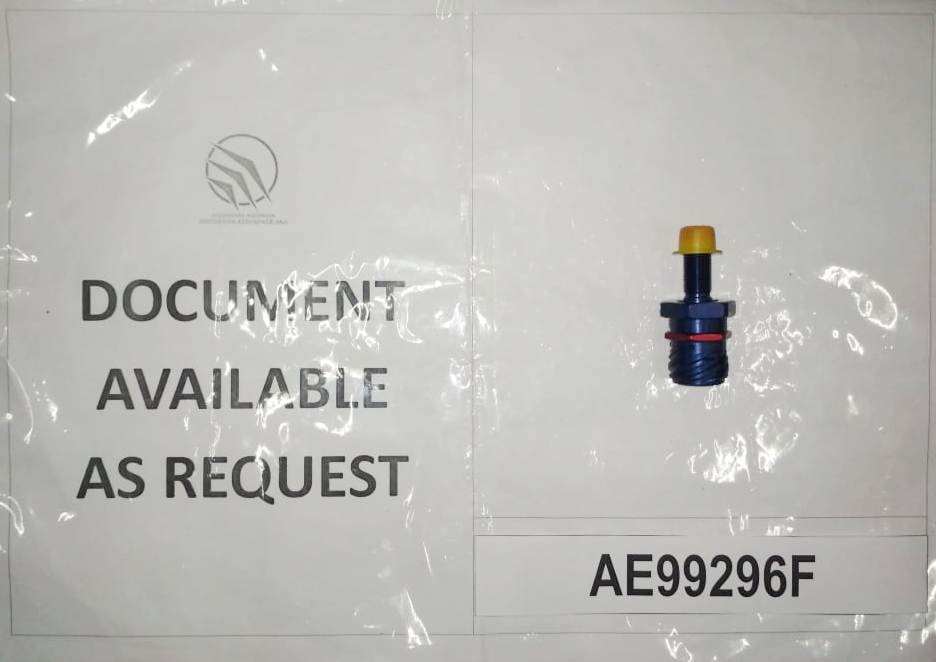 DOCUMENT
AVAILABLE
AS REQUEST
AE99296F